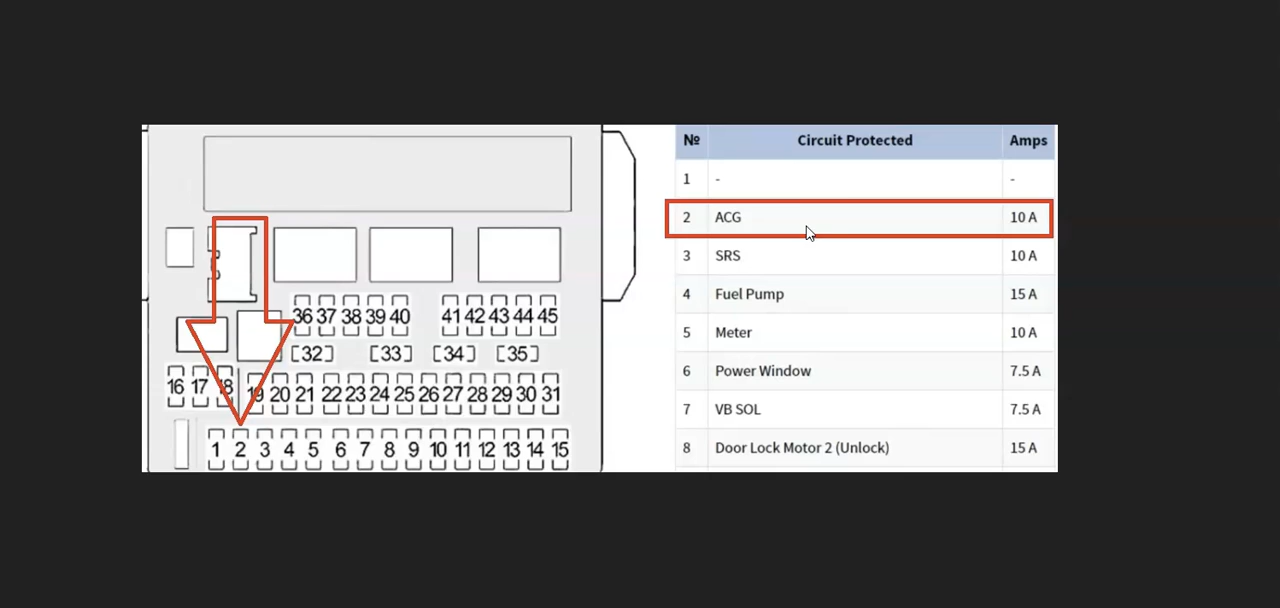 36 37 38 39 40 41 42 43 44 45
32 33 34 35
16 17 18 19 20 21 22 23 24 25 26 27 28 29 30 31
1 2 3 4 5 6 7 8 9 10 11 12 13 14 15
№ Circuit Protected Amps
1 - -
2 ACG 10 A
3 SRS 10 A
4 Fuel Pump 15 A
5 Meter 10 A
6 Power Window 7.5 A
7 VB SOL 7.5 A
8 Door Lock Motor 2 (Unlock) 15 A